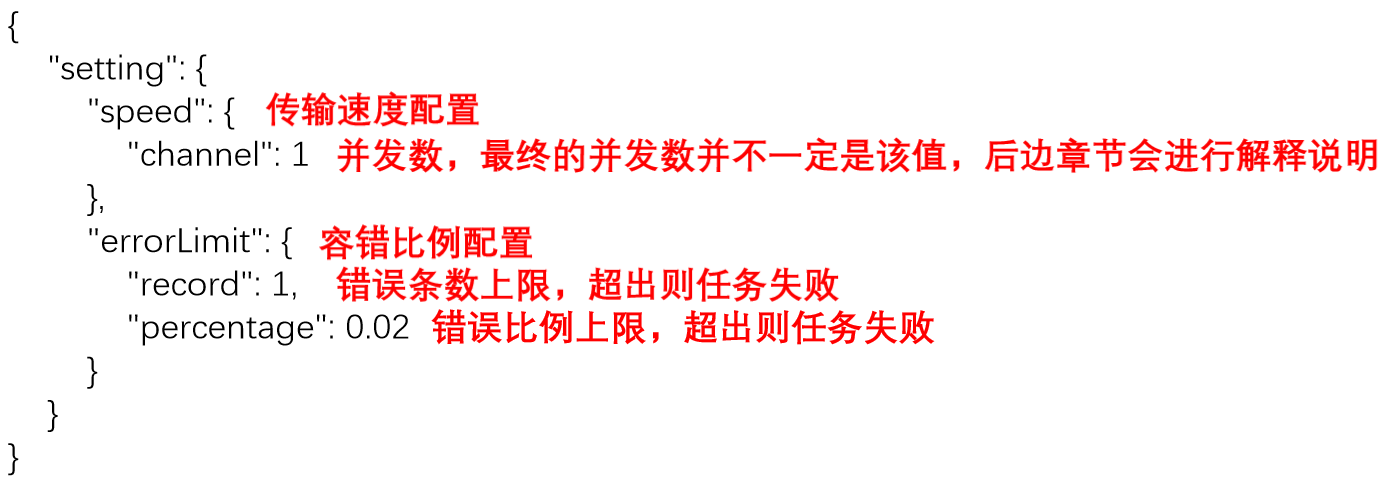 {
"setting": {
"speed": { 传输速度配置
"channel": 1 并发数，最终的并发数并不一定是该值，后边章节会进行解释说明
},
"errorLimit": { 容错比例配置
"record": 1, 错误条数上限，超出则任务失败
"percentage": 0.02 错误比例上限，超出则任务失败
}
}
}